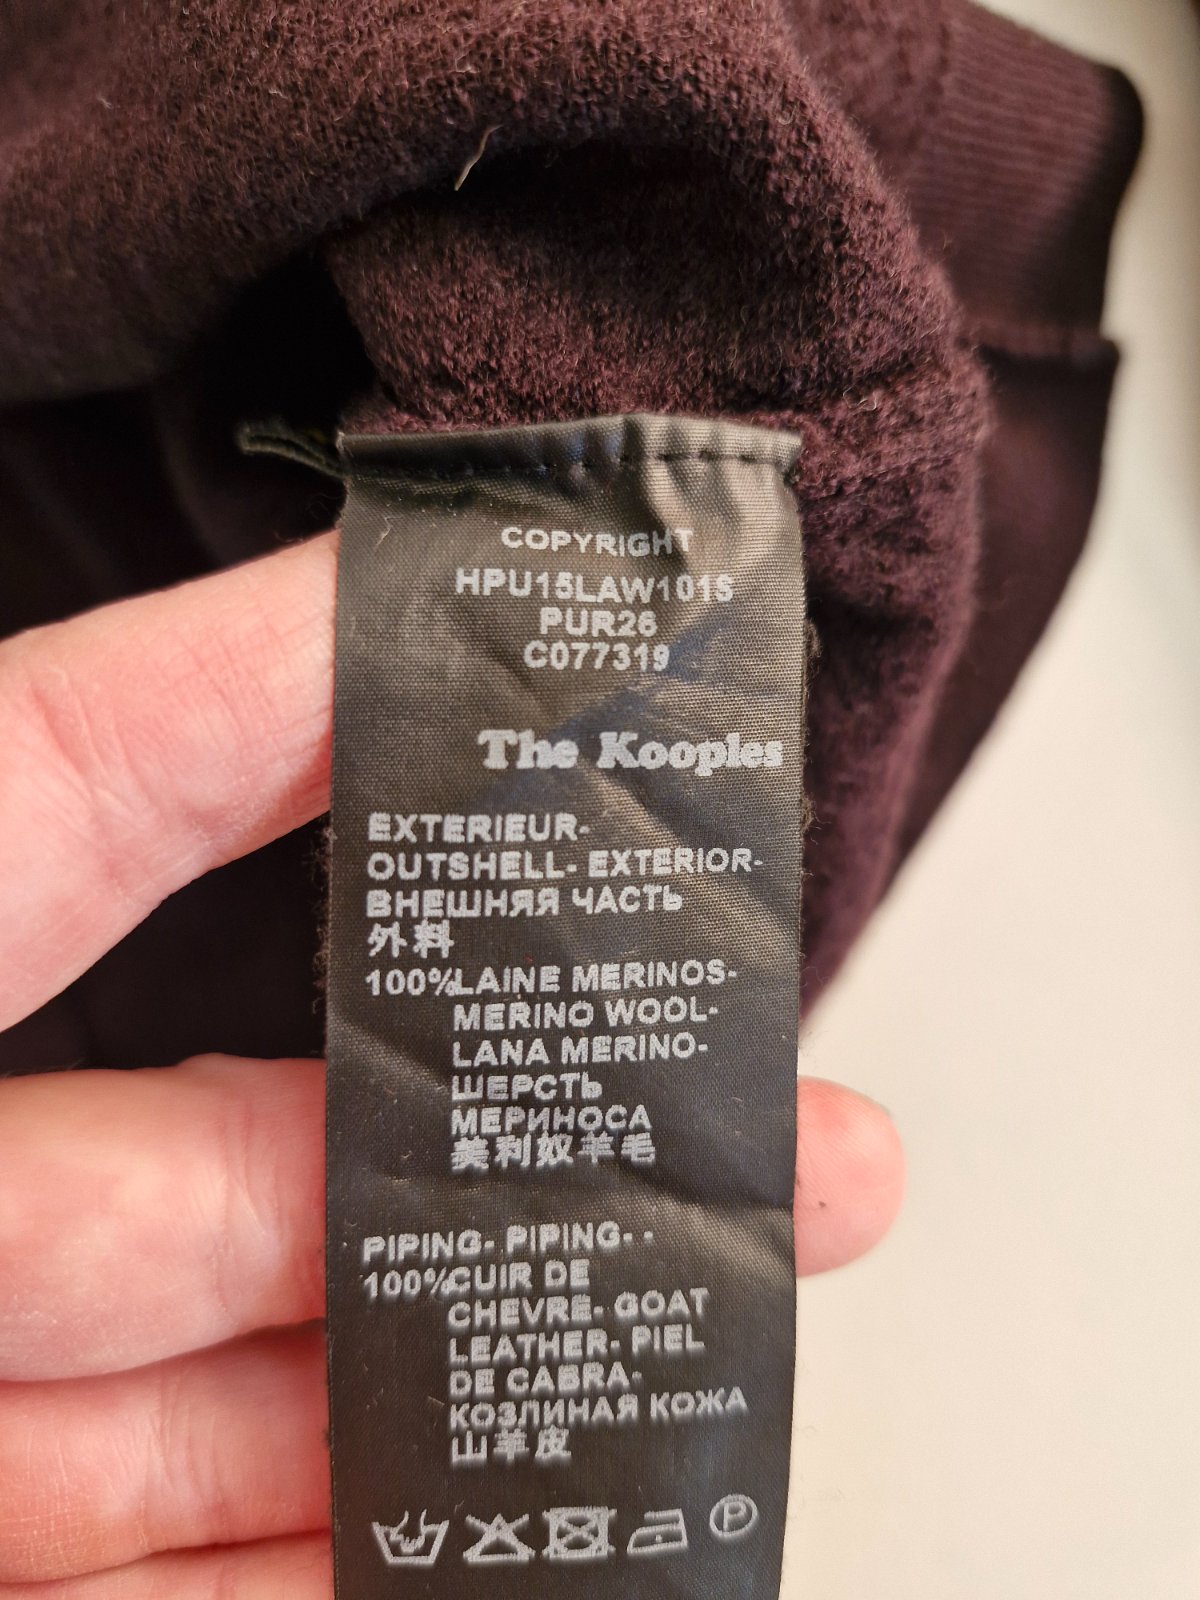 COPYRIGHT
HPU15LAW101S
PUR26
C077319
The Kooples
EXTERIEUR-
OUTSHELL- EXTERIOR-
ВНЕШНЯЯ ЧАСТЬ
外料
100%LAINE MERINOS-
MERINO WOOL-
LANA MERINO-
ШЕРСТЬ
МЕРИНОСА
美利奴羊毛
PIPING- PIPING- -
100%CUIR DE
CHEVRE- GOAT
LEATHER- PIEL
DE CABRA-
КОЗЛИНАЯ КОЖА
山羊皮
P